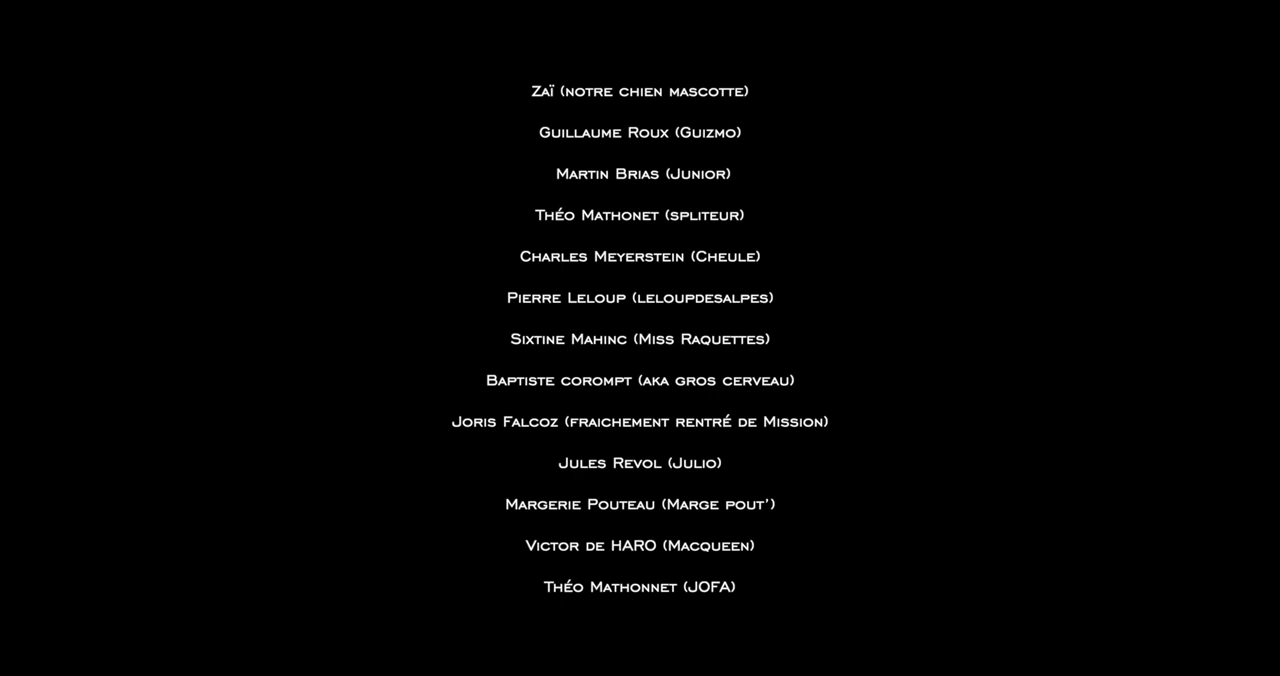 Zaï (notre chien mascotte)
Guillaume Roux (Guizmo)
Martin Brias (Junior)
Théo Mathonet (spliteur)
Charles Meyerstein (Cheule)
Pierre Leloup (leloupdesalpes)
Sixtine Mahinc (Miss Raquettes)
Baptiste corompt (aka gros cerveau)
Joris Falcoz (fraichement rentré de Mission)
Jules Revol (Julio)
Margerie Pouteau (Marge pout’)
Victor de HARO (Macqueen)
Théo Mathonnet (JOFA)